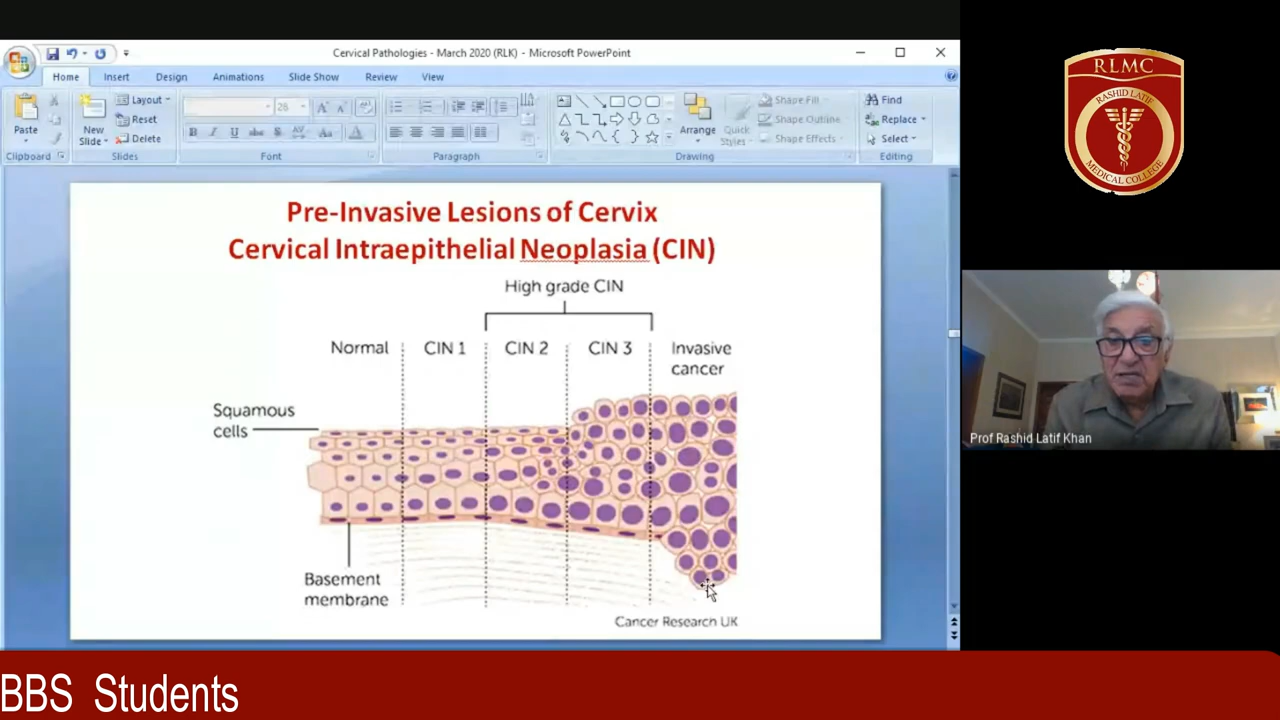 Cervical Pathologies - March 2020 (RLK) - Microsoft PowerPoint
Home Insert Design Animations Slide Show Review View
Paste
New Slide
Layout
Reset
Delete
28
B I U abc S AV Aa A
Arrange
Quick Styles
Shape Fill
Shape Outline
Shape Effects
Find
Replace
Select
Clipboard Slides Font Paragraph Drawing Editing
Pre-Invasive Lesions of Cervix
Cervical Intraepithelial Neoplasia (CIN)
High grade CIN
Normal CIN 1 CIN 2 CIN 3 Invasive
cancer
Squamous
cells
Basement
membrane
Cancer Research UK
RLMC
RASHID LATIF
MEDICAL COLLEGE
Prof Rashid Latif Khan
BBS Students